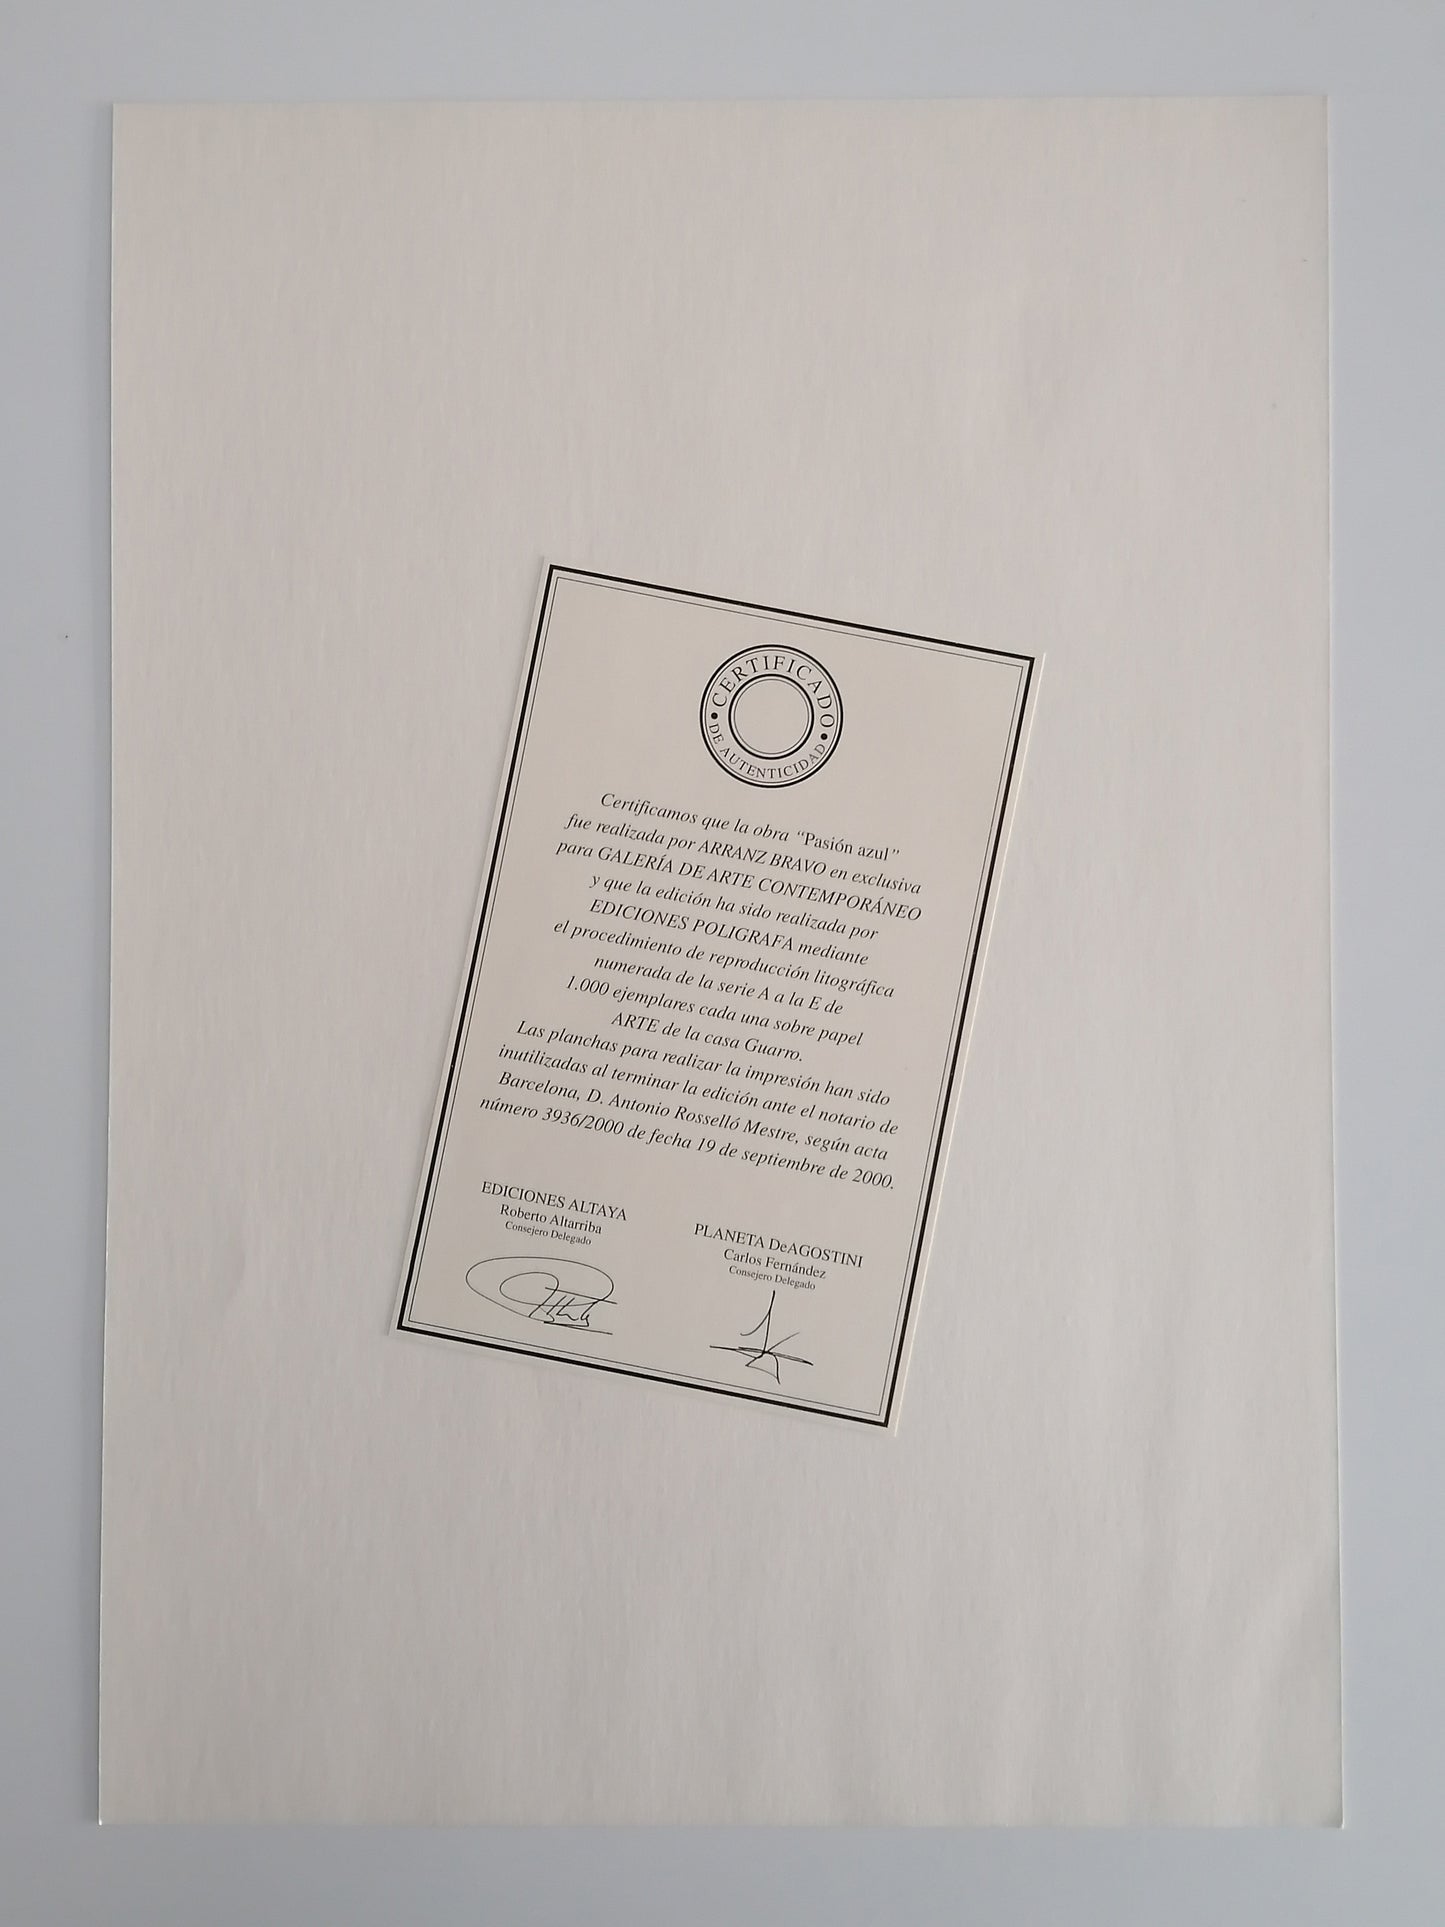 CERTIFICADO
DE AUTENTICIDAD
Certificamos que la obra “Pasión azul”
fue realizada por ARRANZ BRAVO en exclusiva
para GALERÍA DE ARTE CONTEMPORÁNEO
y que la edición ha sido realizada por
EDICIONES POLIGRAFA mediante
el procedimiento de reproducción litográfica
numerada de la serie A a la E de
1.000 ejemplares cada una sobre papel
ARTE de la casa Guarro.
Las planchas para realizar la impresión han sido
inutilizadas al terminar la edición ante el notario de
Barcelona, D. Antonio Rosselló Mestre, según acta
número 3936/2000 de fecha 19 de septiembre de 2000.
EDICIONES ALTAYA
Roberto Altarriba
Consejero Delegado
PLANETA DeAGOSTINI
Carlos Fernández
Consejero Delegado